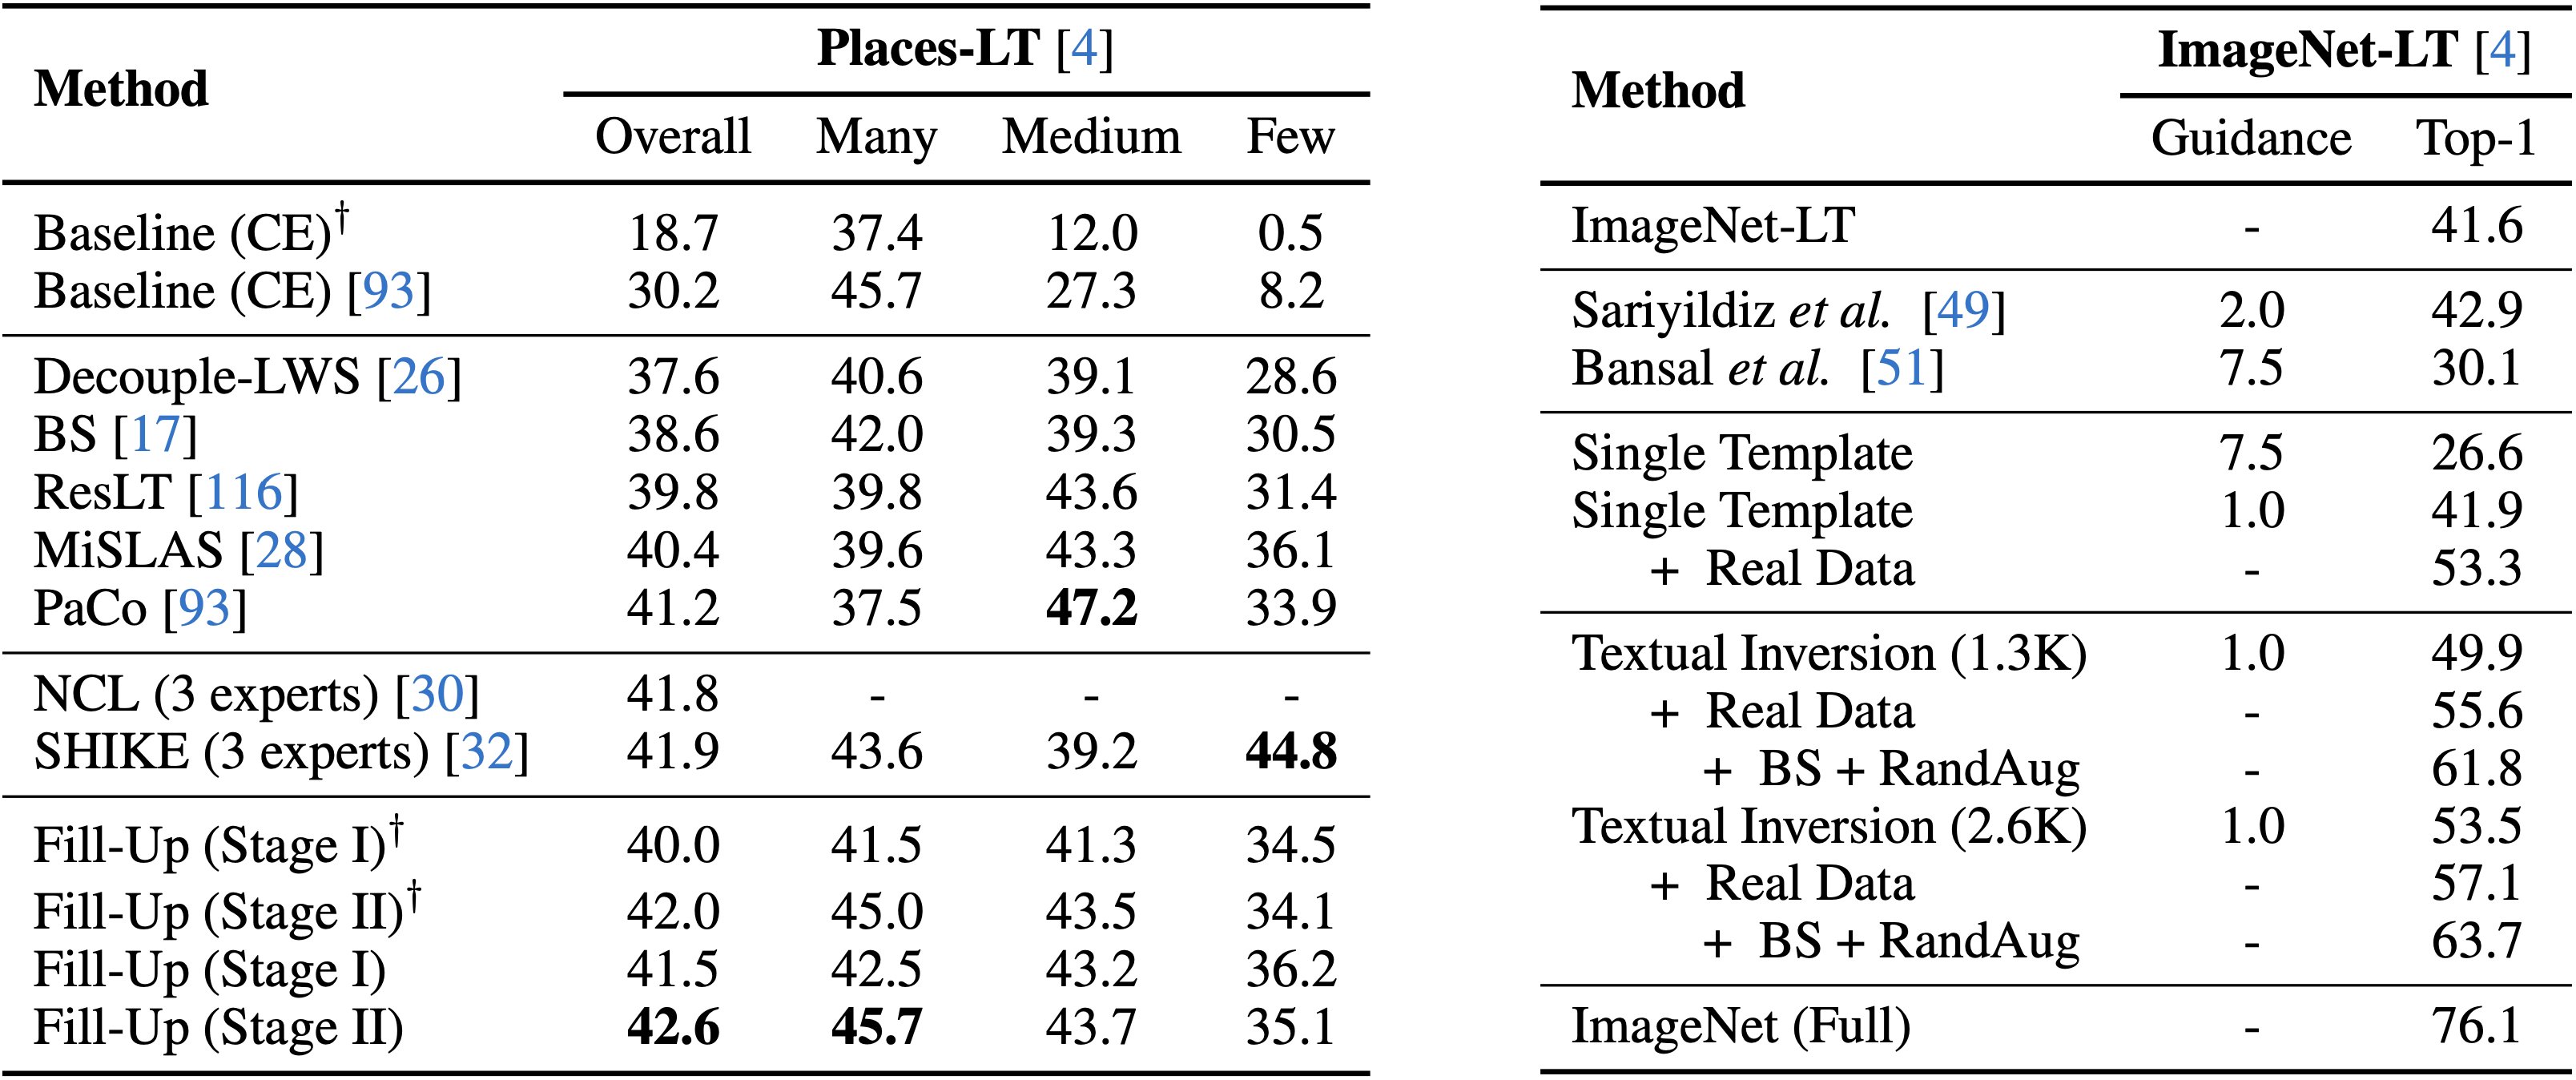 Method Places-LT [4]
Overall Many Medium Few
Baseline (CE)† 18.7 37.4 12.0 0.5
Baseline (CE) [93] 30.2 45.7 27.3 8.2
Decouple-LWS [26] 37.6 40.6 39.1 28.6
BS [17] 38.6 42.0 39.3 30.5
ResLT [116] 39.8 39.8 43.6 31.4
MiSLAS [28] 40.4 39.6 43.3 36.1
PaCo [93] 41.2 37.5 47.2 33.9
NCL (3 experts) [30] 41.8 - - -
SHIKE (3 experts) [32] 41.9 43.6 39.2 44.8
Fill-Up (Stage I)† 40.0 41.5 41.3 34.5
Fill-Up (Stage II)† 42.0 45.0 43.5 34.1
Fill-Up (Stage I) 41.5 42.5 43.2 36.2
Fill-Up (Stage II) 42.6 45.7 43.7 35.1
Method ImageNet-LT [4]
Guidance Top-1
ImageNet-LT - 41.6
Sariyildiz et al. [49] 2.0 42.9
Bansal et al. [51] 7.5 30.1
Single Template 7.5 26.6
Single Template 1.0 41.9
+ Real Data - 53.3
Textual Inversion (1.3K) 1.0 49.9
+ Real Data - 55.6
+ BS + RandAug - 61.8
Textual Inversion (2.6K) 1.0 53.5
+ Real Data - 57.1
+ BS + RandAug - 63.7
ImageNet (Full) - 76.1